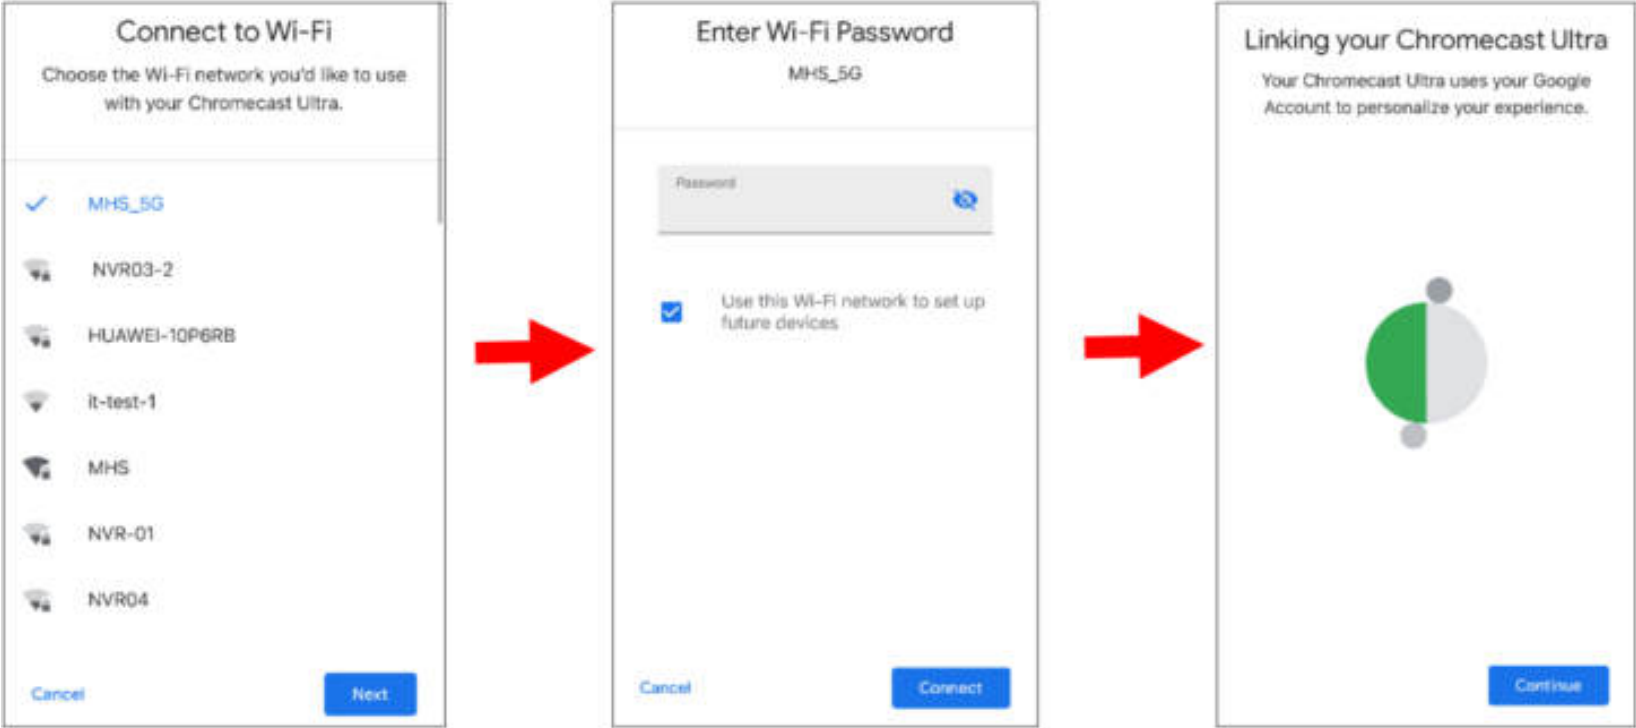 Connect to Wi-Fi
Choose the Wi-Fi network you'd like to use
with your Chromecast Ultra.
MHS_5G
NVR03-2
HUAWEI-10P6RB
it-test-1
MHS
NVR-01
NVR04
Cancel
Next
Enter Wi-Fi Password
MHS_5G
Password
Use this Wi-Fi network to set up
future devices
Cancel
Connect
Linking your Chromecast Ultra
Your Chromecast Ultra uses your Google
Account to personalize your experience.
Continue